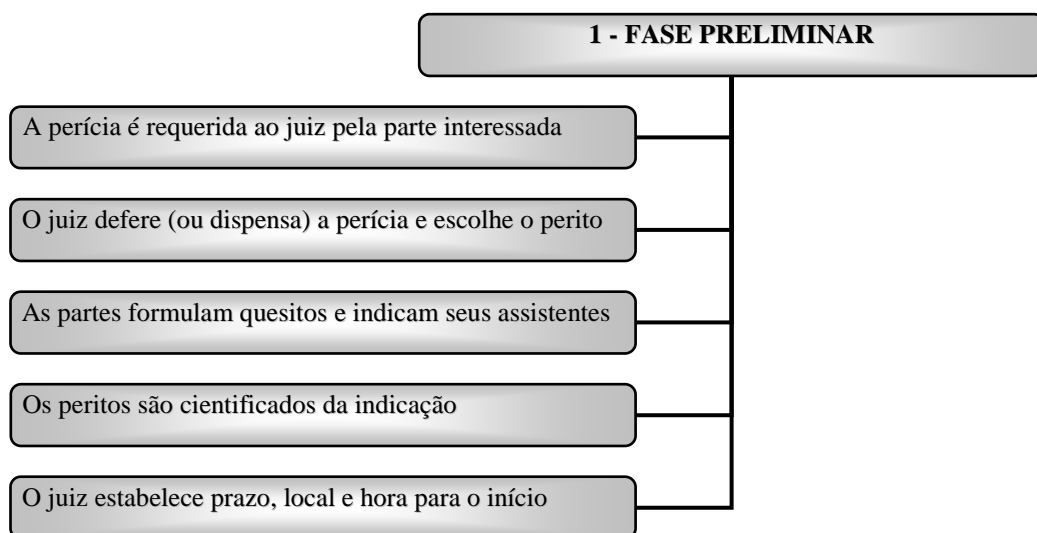 1 - FASE PRELIMINAR
A perícia é requerida ao juiz pela parte interessada
O juiz defere (ou dispensa) a perícia e escolhe o perito
As partes formulam quesitos e indicam seus assistentes
Os peritos são cientificados da indicação
O juiz estabelece prazo, local e hora para o início